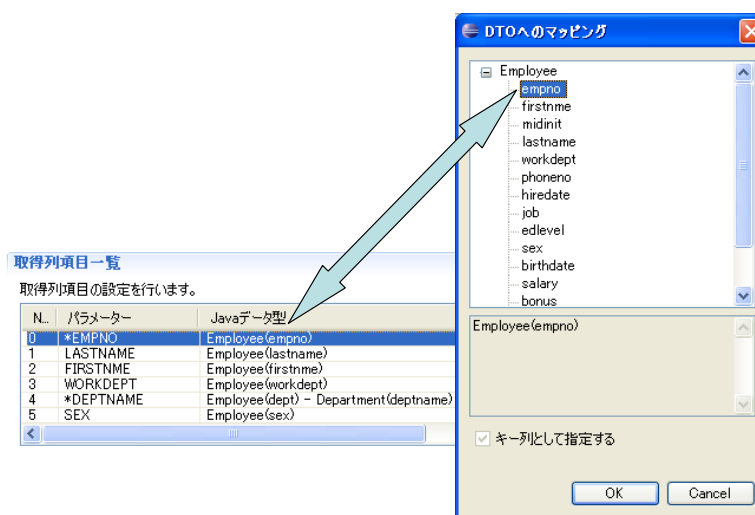 DTOへのマッピング
Employee
empno
firstnme
midinit
lastname
workdept
phoneno
hiredate
job
edlevel
sex
birthdate
salary
bonus
Employee(empno)
キー列として指定する
OK Cancel
取得列項目一覧
取得列項目の設定を行います。
N... パラメーター Javaデータ型
0 *EMPNO Employee(empno)
1 LASTNAME Employee(lastname)
2 FIRSTNME Employee(firstnme)
3 WORKDEPT Employee(workdept)
4 *DEPTNAME Employee(dept) - Department(deptname)
5 SEX Employee(sex)